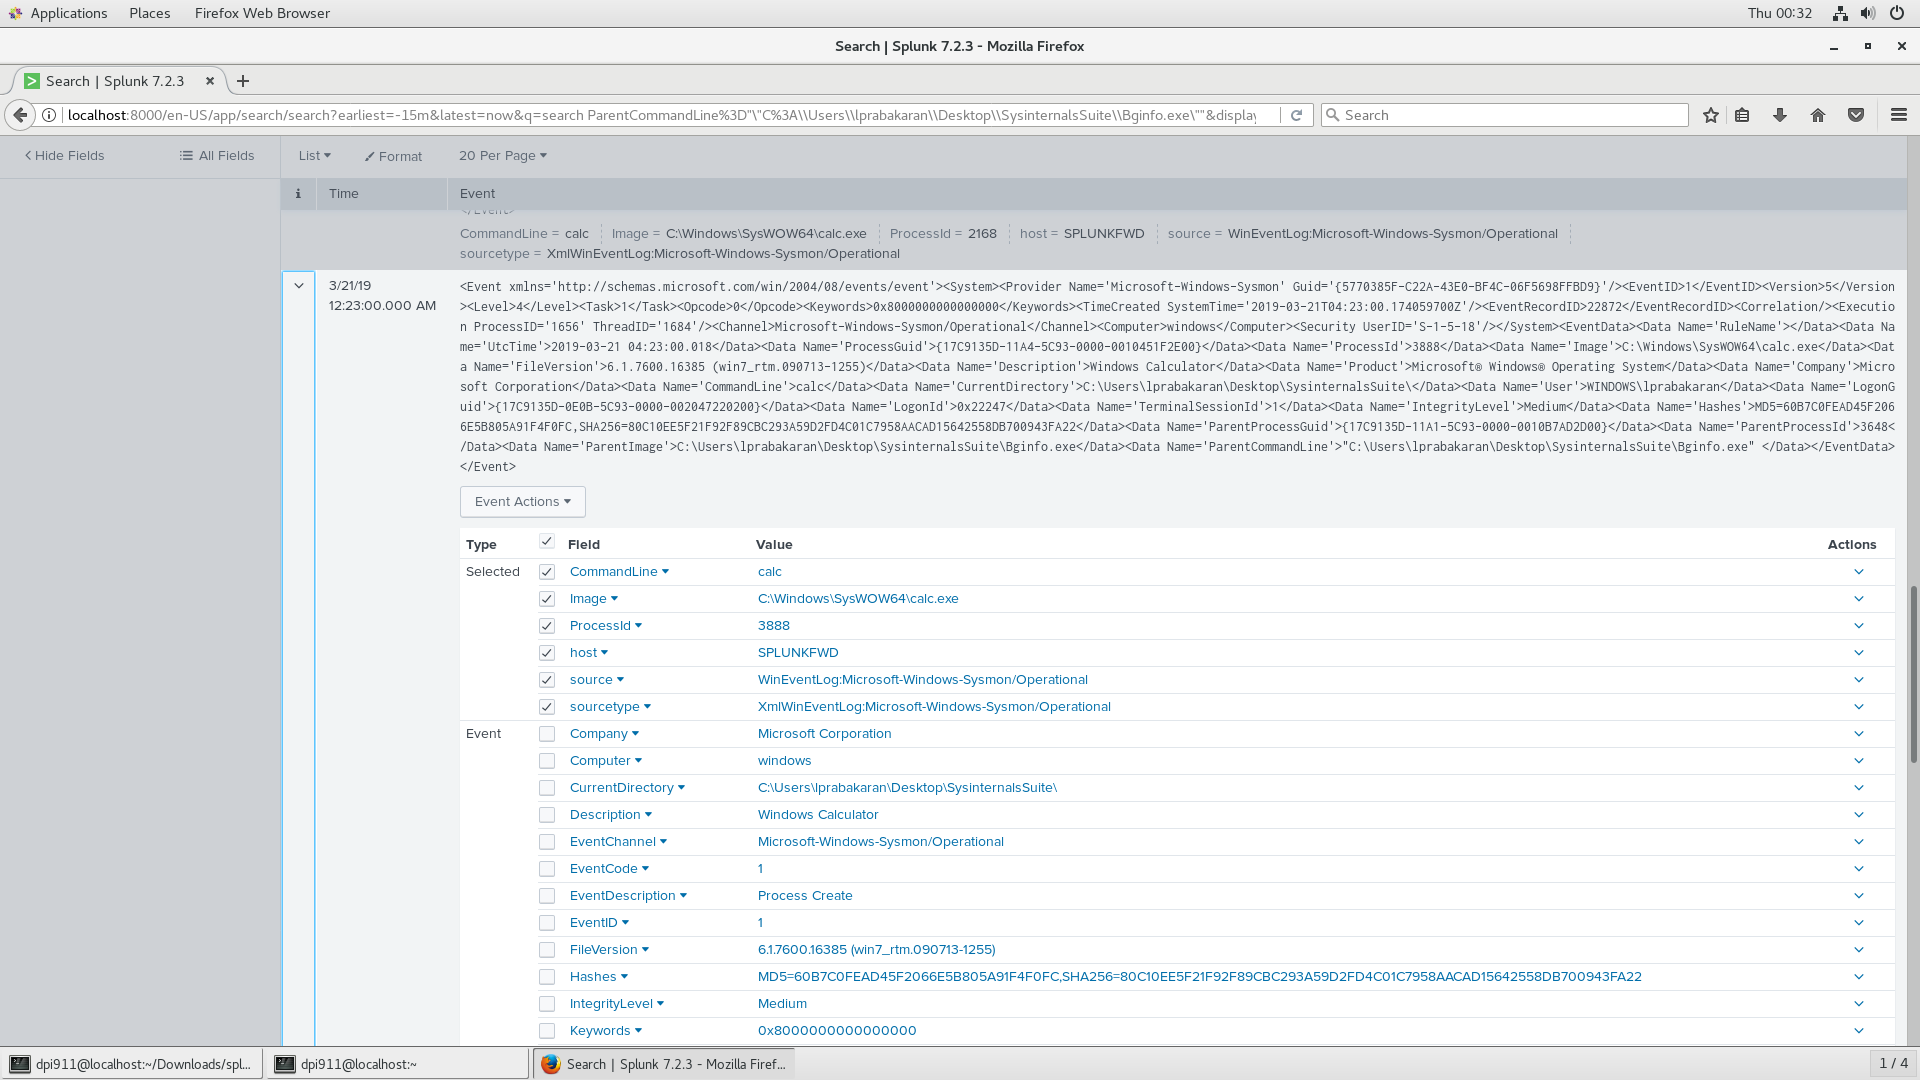 Applications Places Firefox Web Browser Thu 00:32
Search | Splunk 7.2.3 - Mozilla Firefox
Search | Splunk 7.2.3
localhost:8000/en-US/app/search/search?earliest=-15m&latest=now&q=search ParentCommandLine%3D"\"C%3A\\Users\\lprabakaran\\Desktop\\SysinternalsSuite\\Bginfo.exe\""&display Search
Hide Fields All Fields List Format 20 Per Page
i Time Event
</Event>
CommandLine = calc Image = C:\Windows\SysWOW64\calc.exe ProcessId = 2168 host = SPLUNKFWD source = WinEventLog:Microsoft-Windows-Sysmon/Operational
sourcetype = XmlWinEventLog:Microsoft-Windows-Sysmon/Operational
3/21/19
12:23:00.000 AM
<Event xmlns='http://schemas.microsoft.com/win/2004/08/events/event'><System><Provider Name='Microsoft-Windows-Sysmon' Guid='{5770385F-C22A-43E0-BF4C-06F5698FFBD9}'/><EventID>1</EventID><Version>5</Version
><Level>4</Level><Task>1</Task><Opcode>0</Opcode><Keywords>0x8000000000000000</Keywords><TimeCreated SystemTime='2019-03-21T04:23:00.174059700Z'/><EventRecordID>22872</EventRecordID><Correlation/><Executio
n ProcessID='1656' ThreadID='1684'/><Channel>Microsoft-Windows-Sysmon/Operational</Channel><Computer>windows</Computer><Security UserID='S-1-5-18'/></System><EventData><Data Name='RuleName'></Data><Data Na
me='UtcTime'>2019-03-21 04:23:00.018</Data><Data Name='ProcessGuid'>{17C9135D-11A4-5C93-0000-0010451F2E00}</Data><Data Name='ProcessId'>3888</Data><Data Name='Image'>C:\Windows\SysWOW64\calc.exe</Data><Dat
a Name='FileVersion'>6.1.7600.16385 (win7_rtm.090713-1255)</Data><Data Name='Description'>Windows Calculator</Data><Data Name='Product'>Microsoft® Windows® Operating System</Data><Data Name='Company'>Micro
soft Corporation</Data><Data Name='CommandLine'>calc</Data><Data Name='CurrentDirectory'>C:\Users\lprabakaran\Desktop\SysinternalsSuite\</Data><Data Name='User'>WINDOWS\lprabakaran</Data><Data Name='LogonG
uid'>{17C9135D-0E0B-5C93-0000-002047220200}</Data><Data Name='LogonId'>0x22247</Data><Data Name='TerminalSessionId'>1</Data><Data Name='IntegrityLevel'>Medium</Data><Data Name='Hashes'>MD5=60B7C0FEAD45F206
6E5B805A91F4F0FC,SHA256=80C10EE5F21F92F89CBC293A59D2FD4C01C7958AACAD15642558DB700943FA22</Data><Data Name='ParentProcessGuid'>{17C9135D-11A1-5C93-0000-0010B7AD2D00}</Data><Data Name='ParentProcessId'>3648<
/Data><Data Name='ParentImage'>C:\Users\lprabakaran\Desktop\SysinternalsSuite\Bginfo.exe</Data><Data Name='ParentCommandLine'>"C:\Users\lprabakaran\Desktop\SysinternalsSuite\Bginfo.exe" </Data></EventData>
</Event>
Event Actions
Type Field Value Actions
Selected CommandLine calc
Image C:\Windows\SysWOW64\calc.exe
ProcessId 3888
host SPLUNKFWD
source WinEventLog:Microsoft-Windows-Sysmon/Operational
sourcetype XmlWinEventLog:Microsoft-Windows-Sysmon/Operational
Event Company Microsoft Corporation
Computer windows
CurrentDirectory C:\Users\lprabakaran\Desktop\SysinternalsSuite\
Description Windows Calculator
EventChannel Microsoft-Windows-Sysmon/Operational
EventCode 1
EventDescription Process Create
EventID 1
FileVersion 6.1.7600.16385 (win7_rtm.090713-1255)
Hashes MD5=60B7C0FEAD45F2066E5B805A91F4F0FC,SHA256=80C10EE5F21F92F89CBC293A59D2FD4C01C7958AACAD15642558DB700943FA22
IntegrityLevel Medium
Keywords 0x8000000000000000
dpi911@localhost:~/Downloads/spl... dpi911@localhost:~ Search | Splunk 7.2.3 - Mozilla Firef... 1 / 4